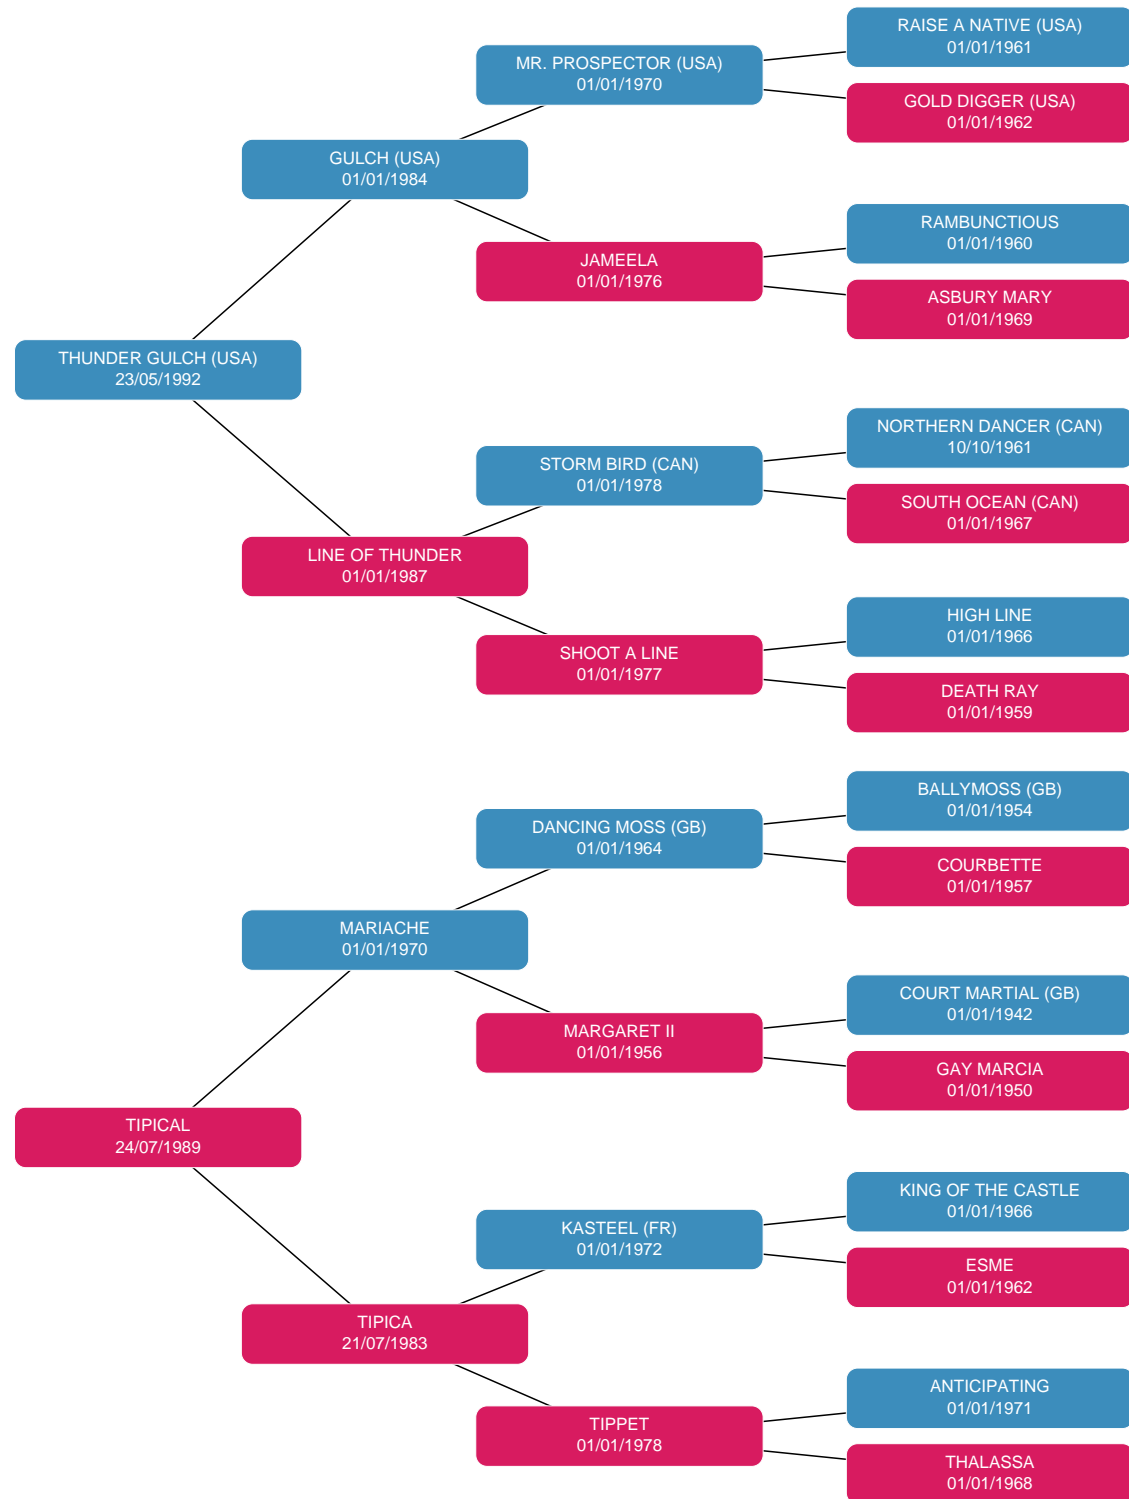 RAISE A NATIVE (USA)
01/01/1961
MR. PROSPECTOR (USA)
01/01/1970
GOLD DIGGER (USA)
01/01/1962
GULCH (USA)
01/01/1984
RAMBUNCTIOUS
01/01/1960
JAMEELA
01/01/1976
ASBURY MARY
01/01/1969
THUNDER GULCH (USA)
23/05/1992
NORTHERN DANCER (CAN)
10/10/1961
STORM BIRD (CAN)
01/01/1978
SOUTH OCEAN (CAN)
01/01/1967
LINE OF THUNDER
01/01/1987
HIGH LINE
01/01/1966
SHOOT A LINE
01/01/1977
DEATH RAY
01/01/1959
BALLYMOSS (GB)
01/01/1954
DANCING MOSS (GB)
01/01/1964
COURBETTE
01/01/1957
MARIACHE
01/01/1970
COURT MARTIAL (GB)
01/01/1942
MARGARET II
01/01/1956
GAY MARCIA
01/01/1950
TIPICAL
24/07/1989
KING OF THE CASTLE
01/01/1966
KASTEEL (FR)
01/01/1972
ESME
01/01/1962
TIPICA
21/07/1983
ANTICIPATING
01/01/1971
TIPPET
01/01/1978
THALASSA
01/01/1968